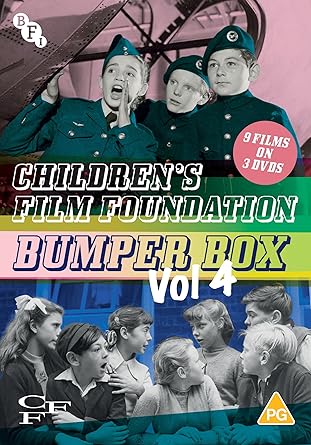 BFI
9 FILMS
ON
3 DVDS
CHILDREN'S
FILM FOUNDATION
BUMPER BOX
Vol 4
CFF
PG